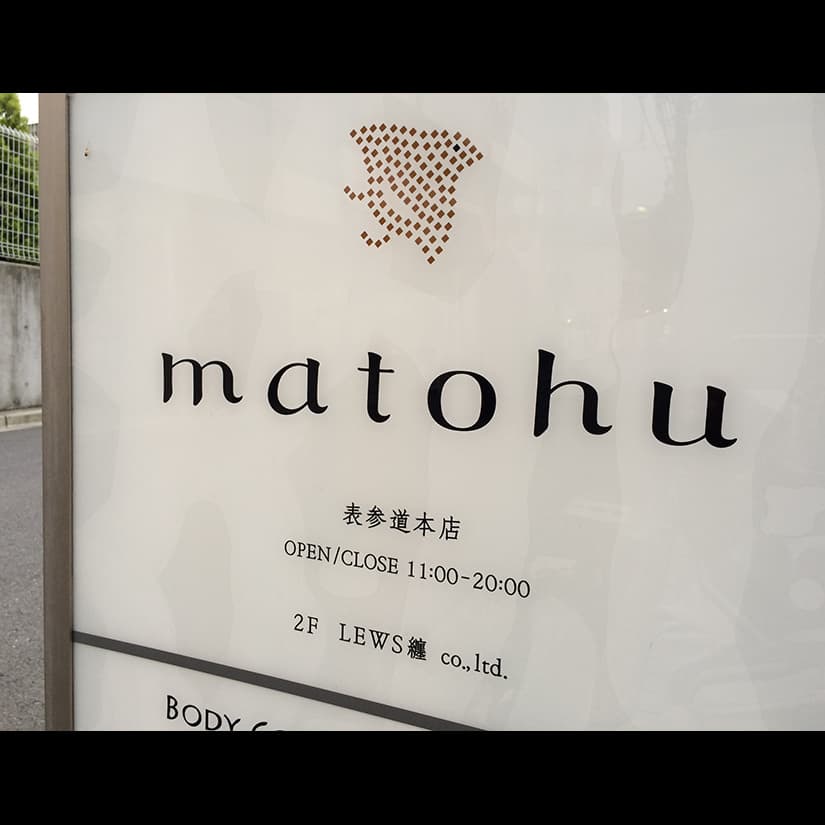 matohu
表参道本店
OPEN/CLOSE 11:00-20:00
2F LEWS纏 co.,ltd.
BODY